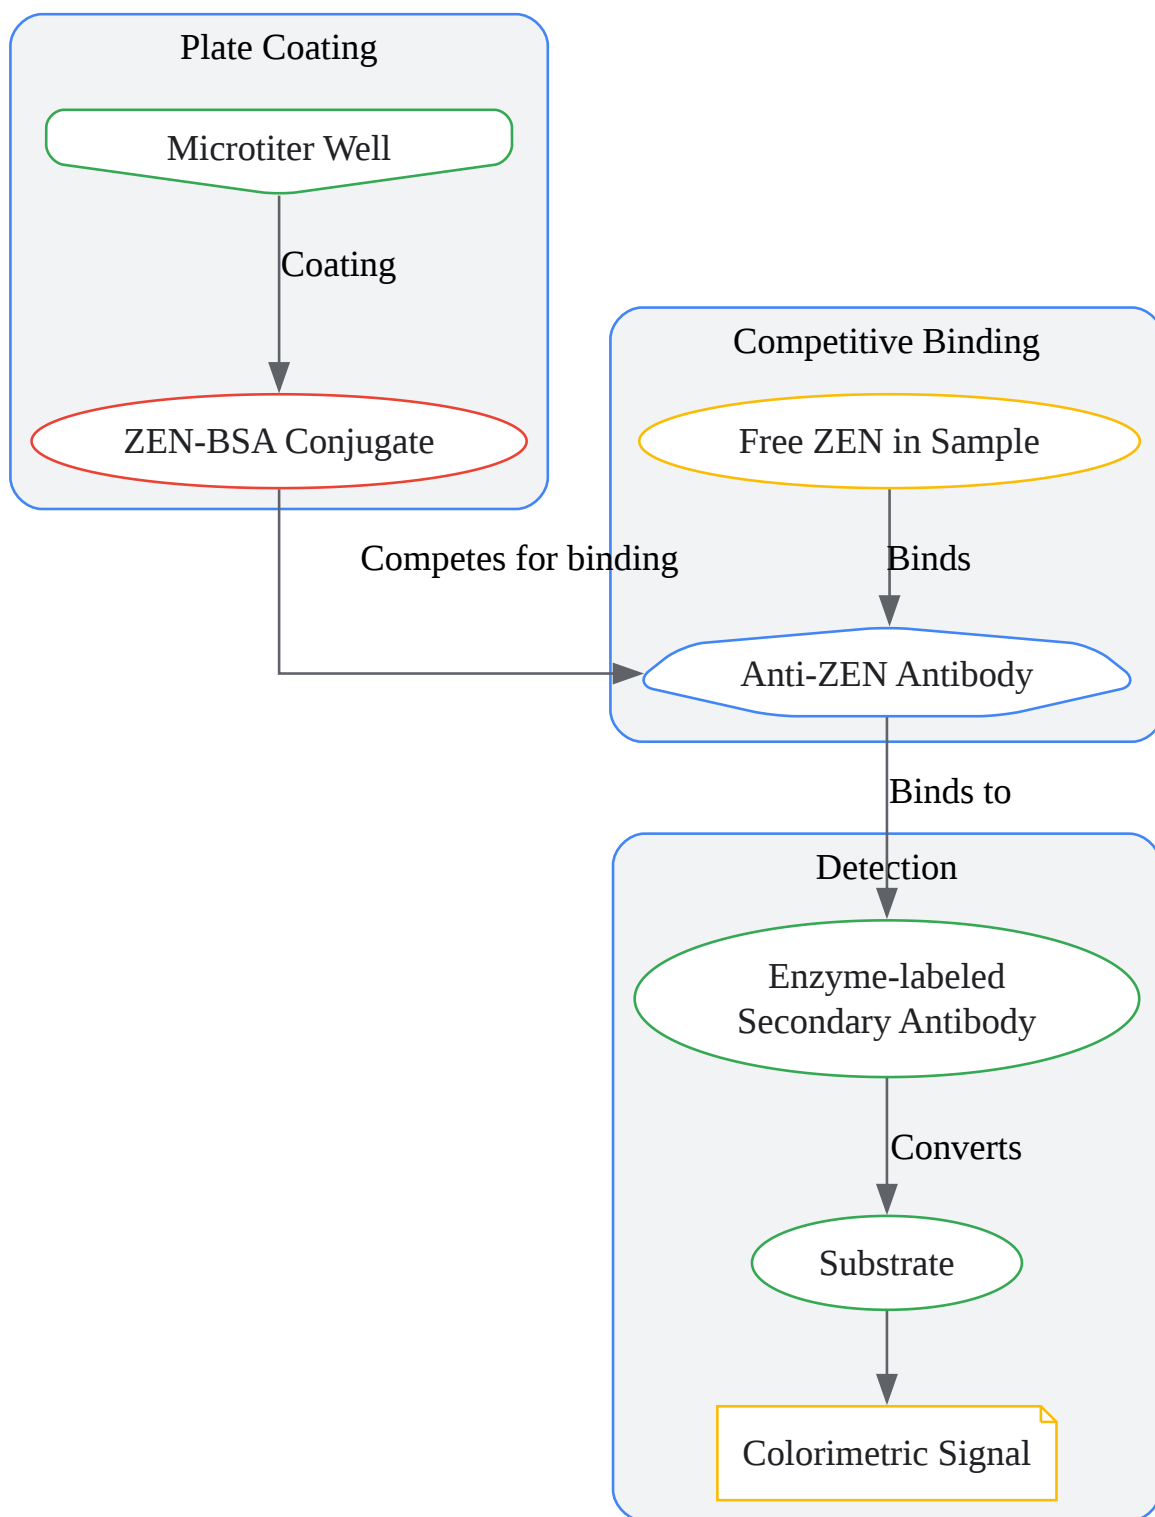 Plate Coating
Microtiter Well
Coating
ZEN-BSA Conjugate
Competitive Binding
Free ZEN in Sample
Competes for binding
Binds
Anti-ZEN Antibody
Binds to
Detection
Enzyme-labeled
Secondary Antibody
Converts
Substrate
Colorimetric Signal